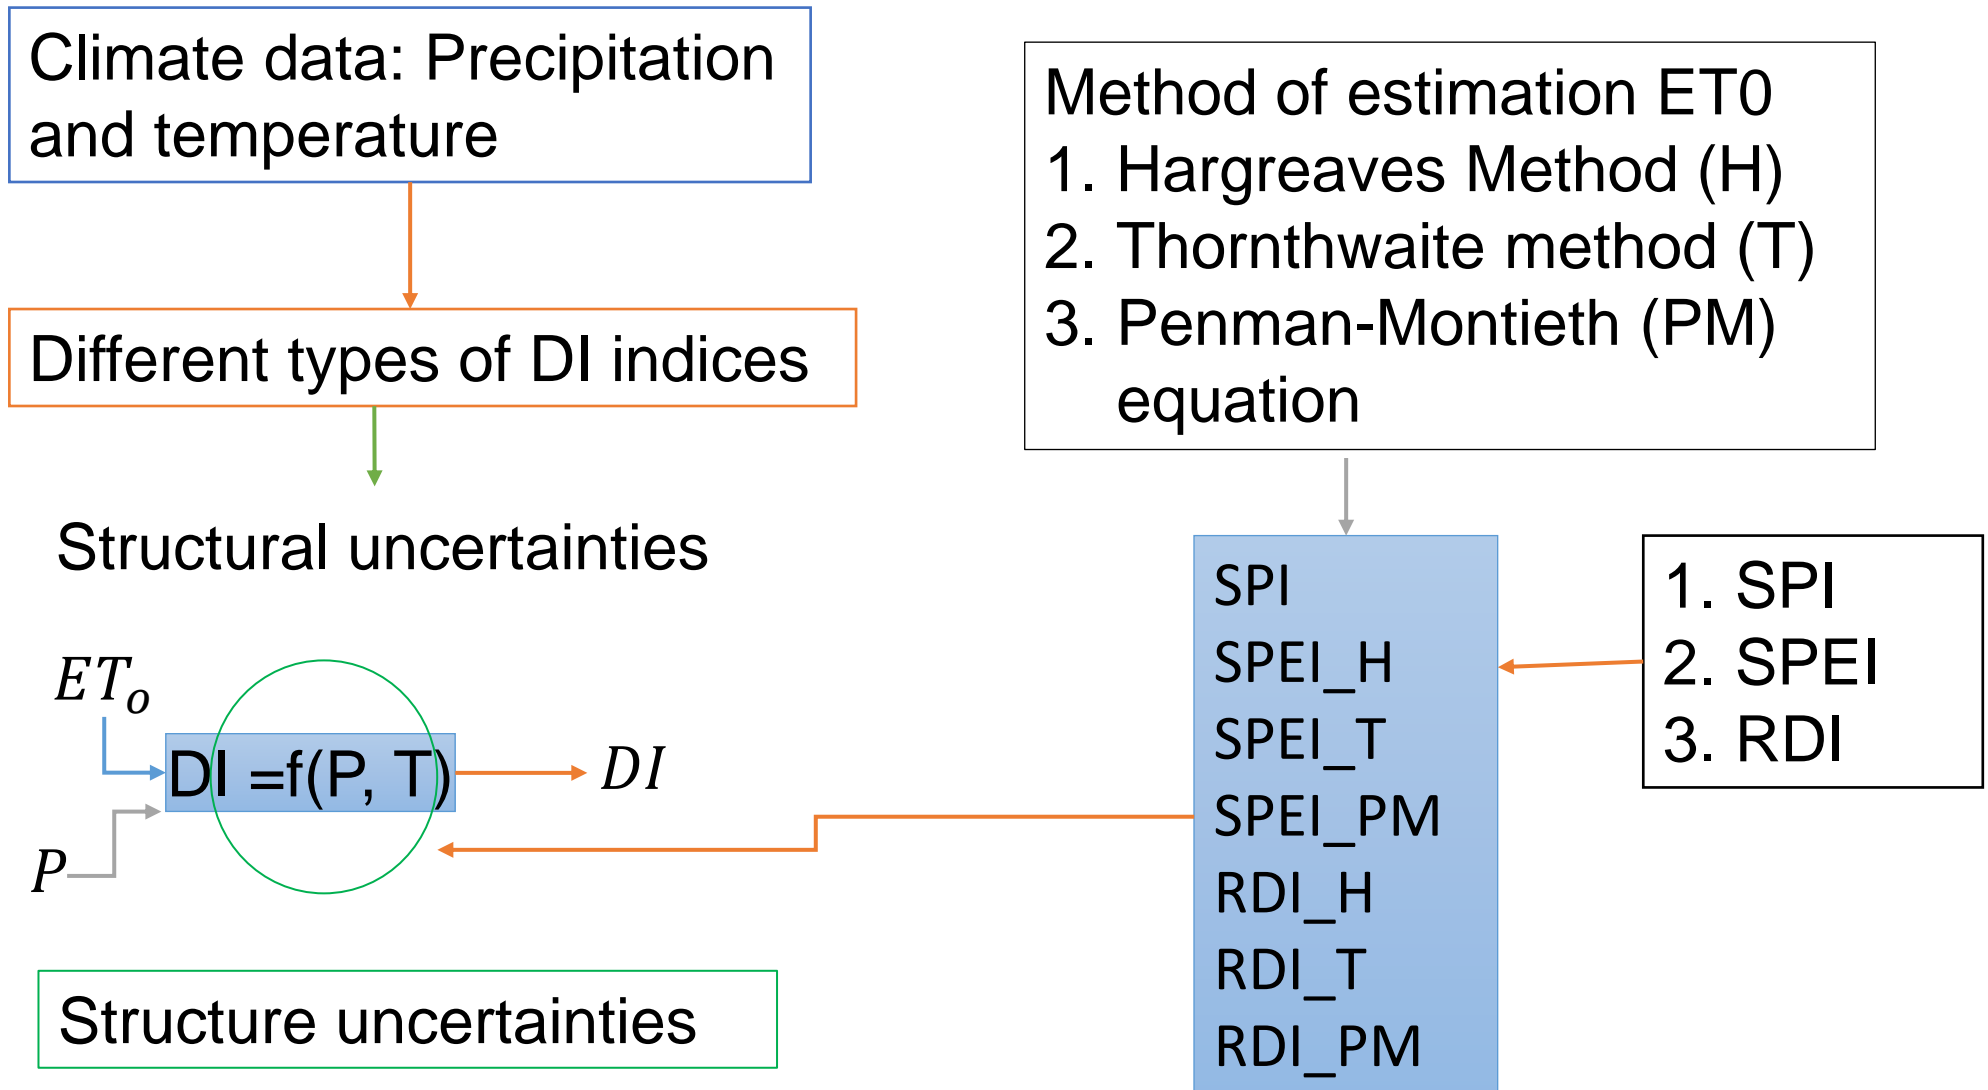 Climate data: Precipitation
and temperature
Different types of DI indices
Structural uncertainties
ET₀
DI =f(P, T)
DI
P
Structure uncertainties
Method of estimation ET0
1. Hargreaves Method (H)
2. Thornthwaite method (T)
3. Penman-Montieth (PM)
equation
SPI
SPEI_H
SPEI_T
SPEI_PM
RDI_H
RDI_T
RDI_PM
1. SPI
2. SPEI
3. RDI